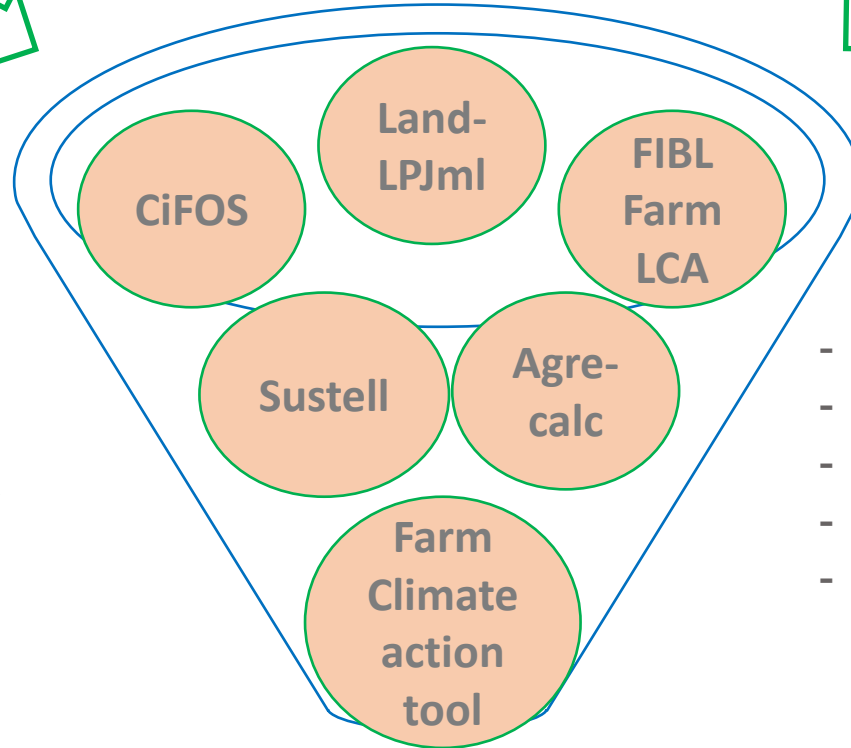 Land-
LPJml
CiFOS
FIBL
Farm
LCA
Sustell
Agre-
calc
Farm
Climate
action
tool
-
-
-
-
-